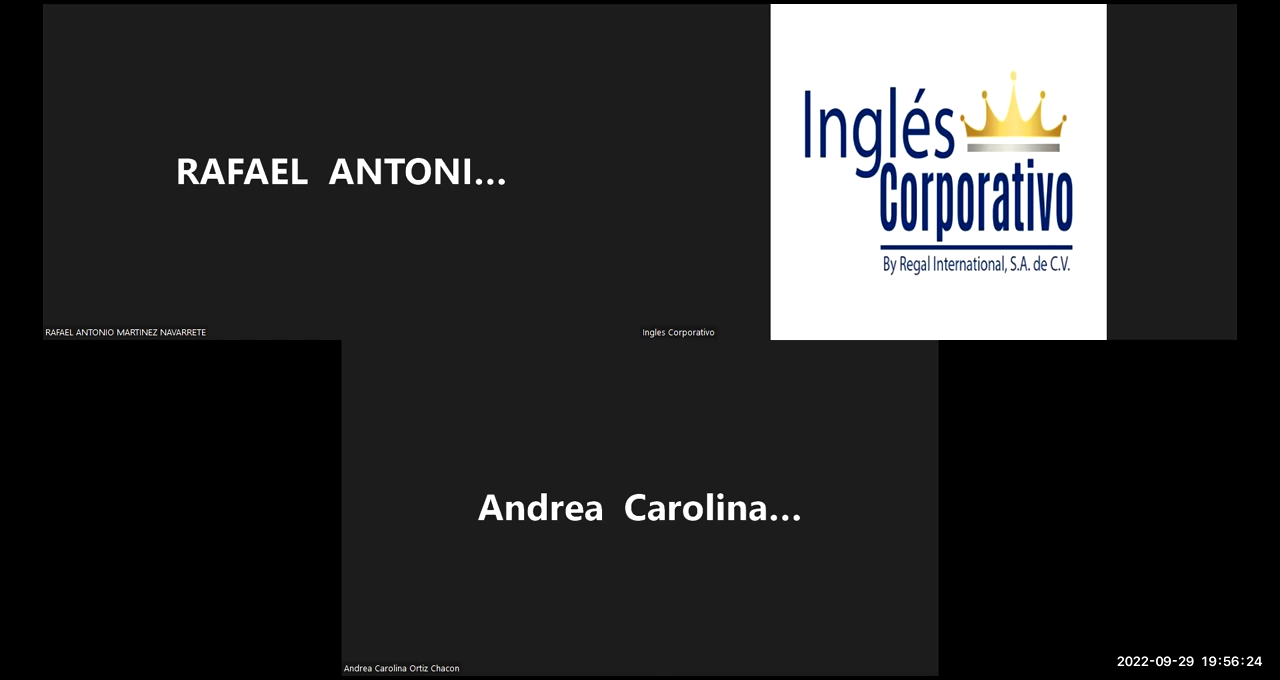 RAFAEL ANTONI...
Inglés
Corporativo
By Regal International, S.A. de C.V.
RAFAEL ANTONIO MARTINEZ NAVARRETE
Ingles Corporativo
Andrea Carolina...
Andrea Carolina Ortiz Chacon
2022-09-29 19:56:24